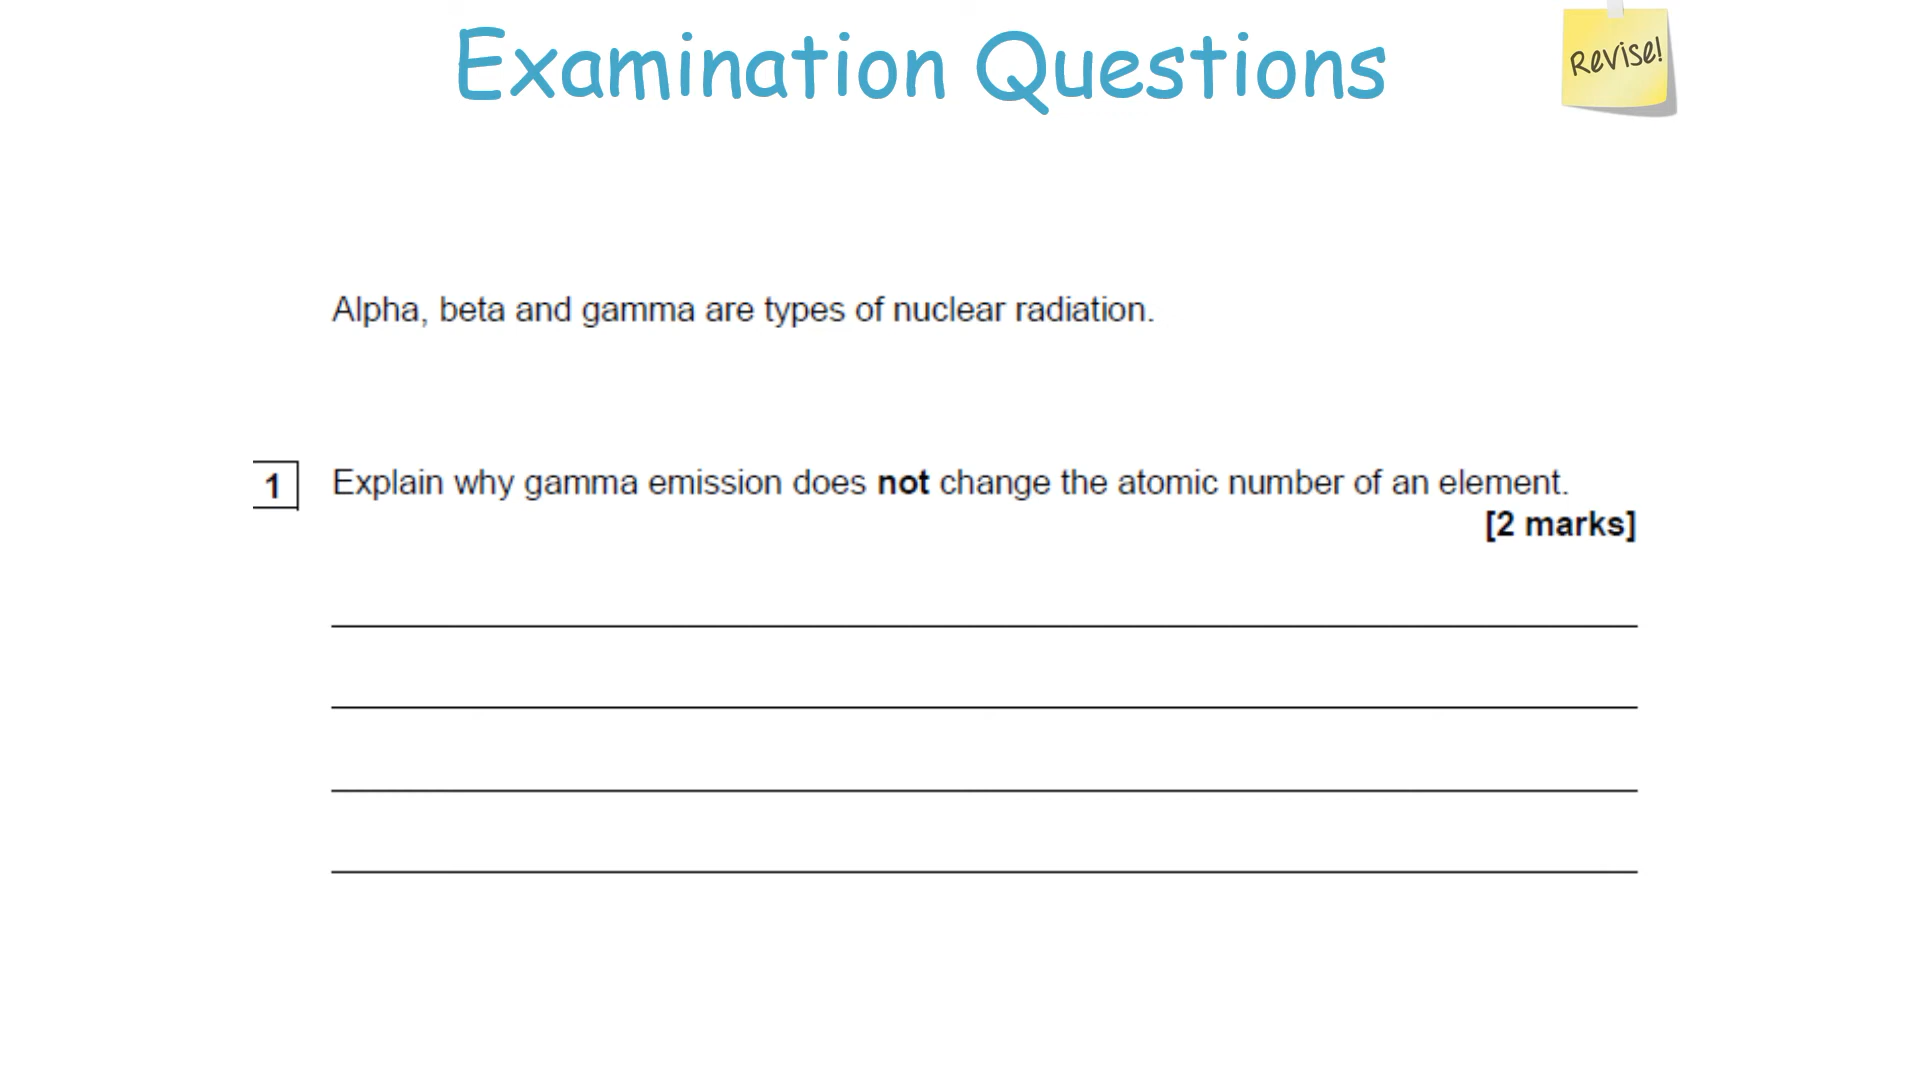 Examination Questions
Revise!
Alpha, beta and gamma are types of nuclear radiation.
1 Explain why gamma emission does not change the atomic number of an element.
[2 marks]